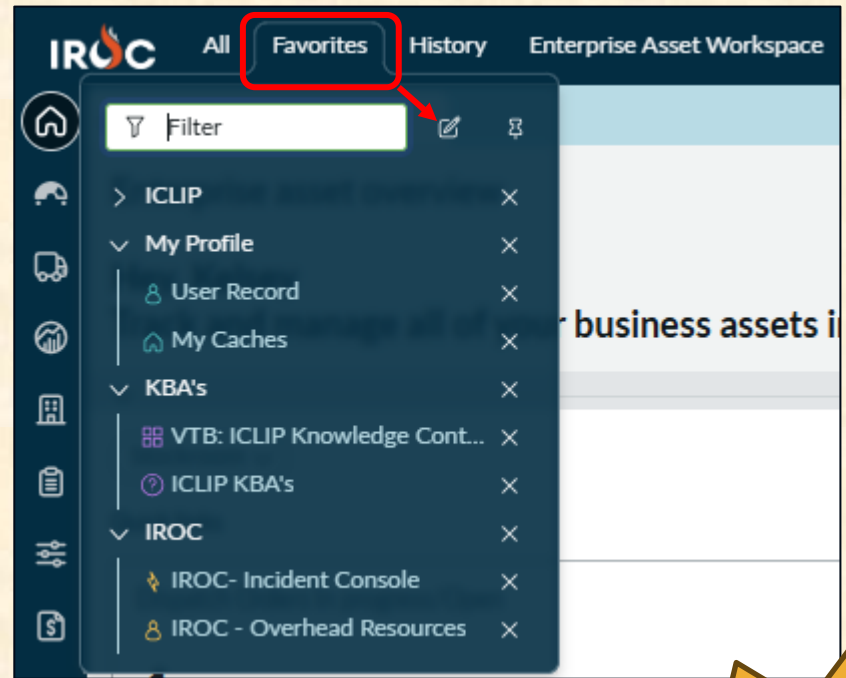 IROC All Favorites History Enterprise Asset Workspace
Filter
ICLIP
My Profile
User Record
My Caches
business assets
KBA's
VTB: ICLIP Knowledge Cont...
ICLIP KBA's
IROC
IROC- Incident Console
IROC - Overhead Resources